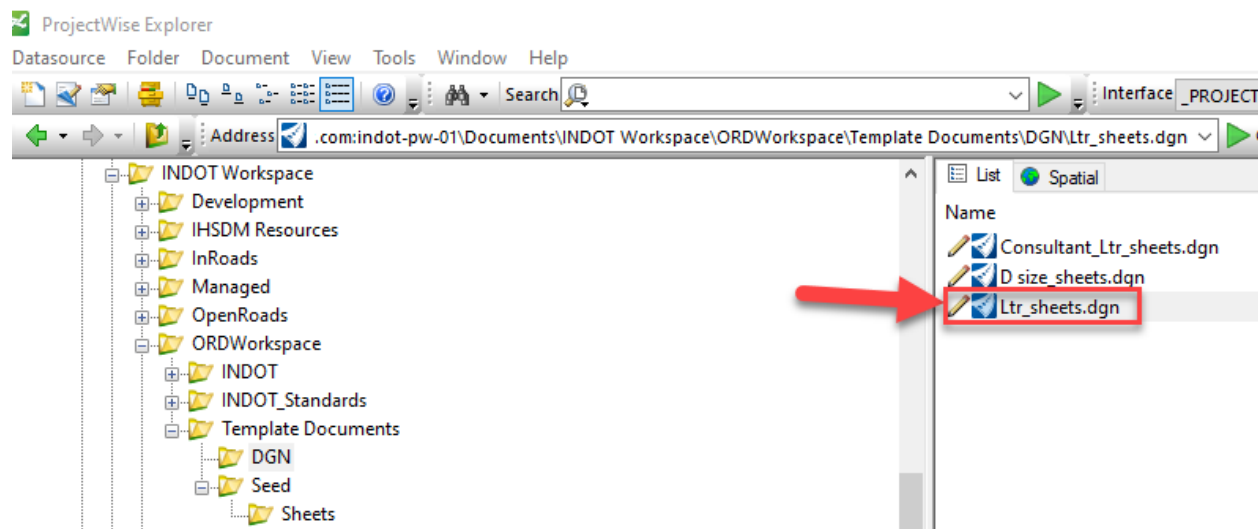 ProjectWise Explorer
Datasource Folder Document View Tools Window Help
Search Interface _PROJECT
Address .com:indot-pw-01\Documents\INDOT Workspace\ORDWorkspace\Template Documents\DGN\Ltr_sheets.dgn
INDOT Workspace
Development
IHSDM Resources
InRoads
Managed
OpenRoads
ORDWorkspace
INDOT
INDOT_Standards
Template Documents
DGN
Seed
Sheets
List Spatial
Name
Consultant_Ltr_sheets.dgn
D size_sheets.dgn
Ltr_sheets.dgn